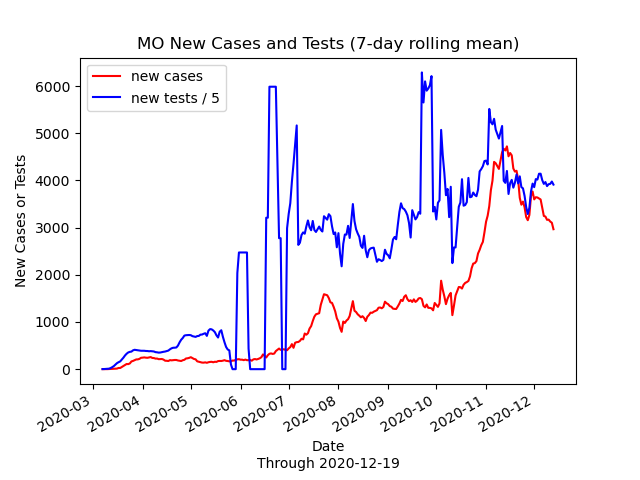 MO New Cases and Tests (7-day rolling mean)
new cases
new tests / 5
New Cases or Tests
6000
5000
4000
3000
2000
1000
0
2020-03
2020-04
2020-05
2020-06
2020-07
2020-08
2020-09
2020-10
2020-11
2020-12
Date
Through 2020-12-19